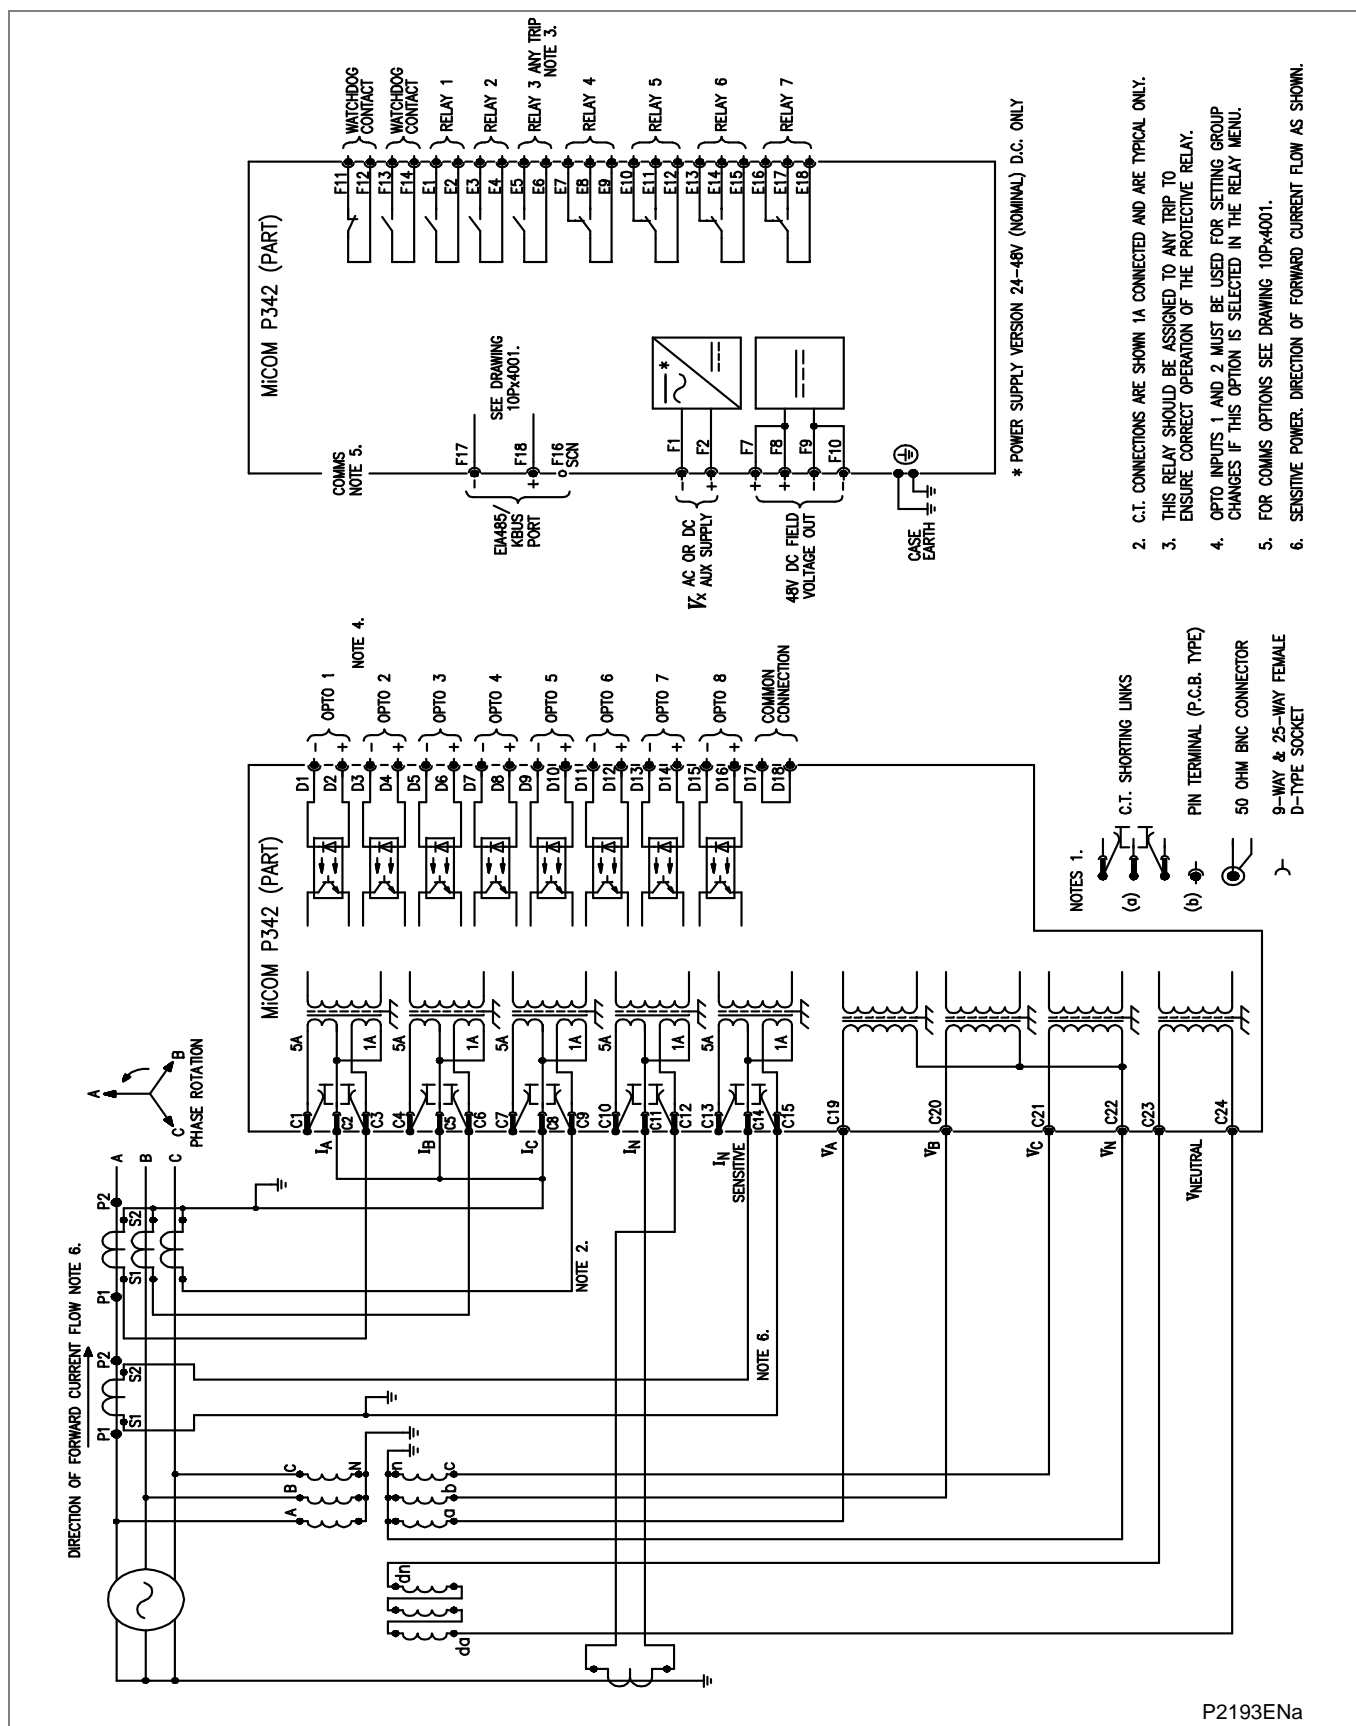 DIRECTION OF FORWARD CURRENT FLOW NOTE 6.
P1
P2
P1
P2
S1
S2
S1
S2
A
B
C
A
B
C
PHASE ROTATION
A
B
C
N
n
a
b
c
dn
da
NOTE 2.
NOTE 6.
MiCOM P342 (PART)
5A
1A
5A
1A
5A
1A
5A
1A
5A
1A
C1
C2
C3
C4
C5
C6
C7
C8
C9
C10
C11
C12
C13
C14
C15
C19
C20
C21
C22
C23
C24
IA
IB
IC
IN
IN
SENSITIVE
VA
VB
VC
VN
VNEUTRAL
D1
D2
D3
D4
D5
D6
D7
D8
D9
D10
D11
D12
D13
D14
D15
D16
D17
D18
-
+
-
+
-
+
-
+
-
+
-
+
-
+
-
+
OPTO 1
OPTO 2
OPTO 3
OPTO 4
OPTO 5
OPTO 6
OPTO 7
OPTO 8
COMMON
CONNECTION
NOTE 4.
NOTES 1.
(a)
C.T. SHORTING LINKS
(b)
PIN TERMINAL (P.C.B. TYPE)
50 OHM BNC CONNECTOR
9-WAY & 25-WAY FEMALE
D-TYPE SOCKET
MiCOM P342 (PART)
COMMS
NOTE 5.
EIA485/
KBUS
PORT
-
+
F17
F18
F16
SCN
SEE DRAWING
10Px4001.
Vx AC OR DC
AUX SUPPLY
-
+
F1
F2
*
48V DC FIELD
VOLTAGE OUT
+
+
-
-
F7
F8
F9
F10
CASE
EARTH
F11
F12
F13
F14
E1
E2
E3
E4
E5
E6
E7
E8
E9
E10
E11
E12
E13
E14
E15
E16
E17
E18
WATCHDOG
CONTACT
WATCHDOG
CONTACT
RELAY 1
RELAY 2
RELAY 3 ANY TRIP
NOTE 3.
RELAY 4
RELAY 5
RELAY 6
RELAY 7
* POWER SUPPLY VERSION 24-48V (NOMINAL) D.C. ONLY
2. C.T. CONNECTIONS ARE SHOWN 1A CONNECTED AND ARE TYPICAL ONLY.
3. THIS RELAY SHOULD BE ASSIGNED TO ANY TRIP TO
ENSURE CORRECT OPERATION OF THE PROTECTIVE RELAY.
4. OPTO INPUTS 1 AND 2 MUST BE USED FOR SETTING GROUP
CHANGES IF THIS OPTION IS SELECTED IN THE RELAY MENU.
5. FOR COMMS OPTIONS SEE DRAWING 10Px4001.
6. SENSITIVE POWER. DIRECTION OF FORWARD CURRENT FLOW AS SHOWN.
P2193ENa